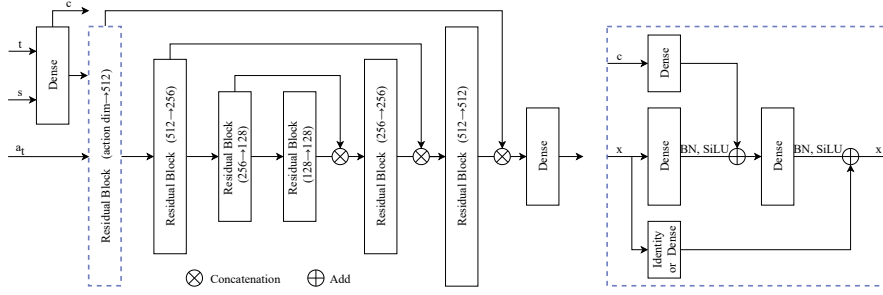 c
t
s
Dense
a_t
Residual Block (action dim→512)
Residual Block (512→256)
Residual Block
(256→128)
Residual Block
(128→128)
Residual Block (256→256)
Residual Block (512→512)
Dense
Concatenation
Add
c
Dense
x
Dense
BN, SiLU
Dense
BN, SiLU
x
Identity
or Dense